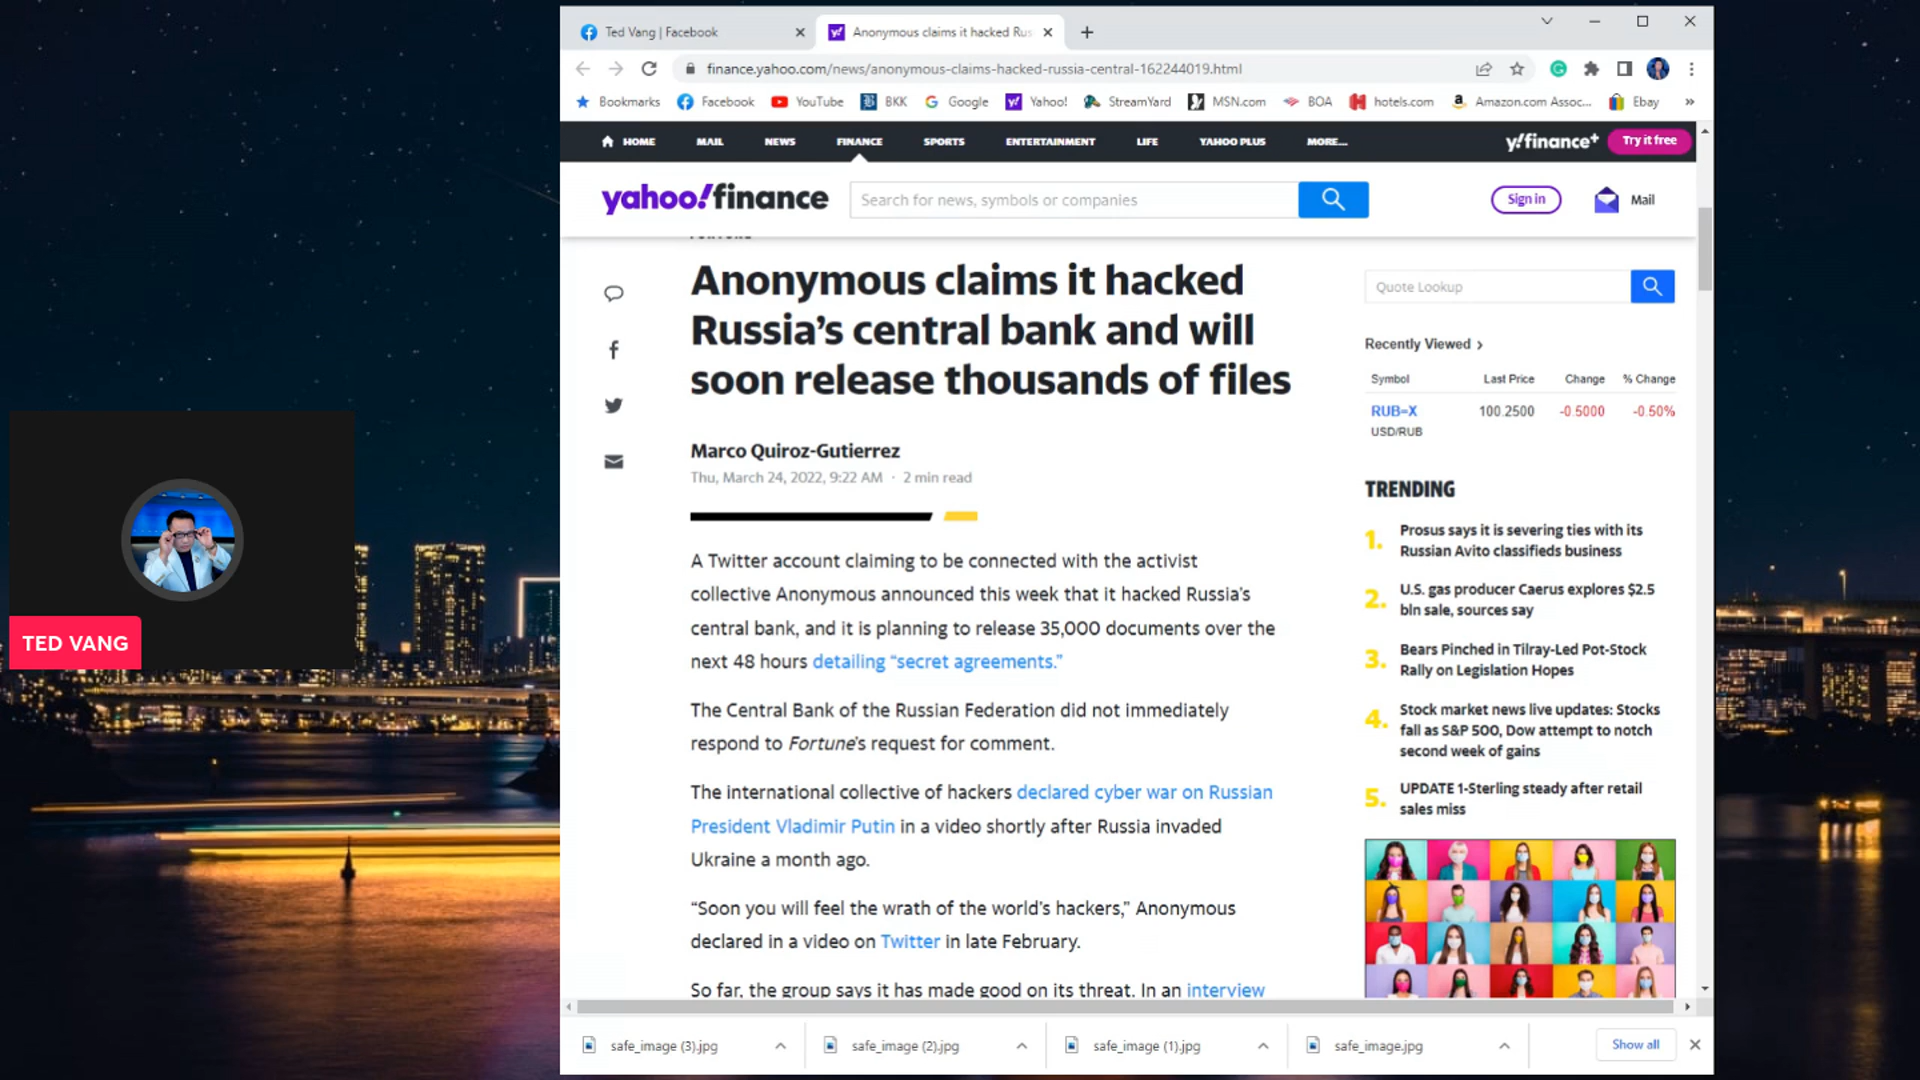 Ted Vang | Facebook
Anonymous claims it hacked Rus
finance.yahoo.com/news/anonymous-claims-hacked-russia-central-162244019.html
Bookmarks Facebook YouTube BKK Google Yahoo! StreamYard MSN.com BOA hotels.com Amazon.com Assoc... Ebay »
HOME MAIL NEWS FINANCE SPORTS ENTERTAINMENT LIFE YAHOO PLUS MORE... y!finance+ Try it free
yahoo!finance Search for news, symbols or companies Sign in Mail
Anonymous claims it hacked
Russia’s central bank and will
soon release thousands of files
Marco Quiroz-Gutierrez
Thu, March 24, 2022, 9:22 AM · 2 min read
A Twitter account claiming to be connected with the activist
collective Anonymous announced this week that it hacked Russia's
central bank, and it is planning to release 35,000 documents over the
next 48 hours detailing “secret agreements.”
The Central Bank of the Russian Federation did not immediately
respond to Fortune's request for comment.
The international collective of hackers declared cyber war on Russian
President Vladimir Putin in a video shortly after Russia invaded
Ukraine a month ago.
“Soon you will feel the wrath of the world's hackers,” Anonymous
declared in a video on Twitter in late February.
So far, the group says it has made good on its threat. In an interview
Quote Lookup
Recently Viewed >
Symbol Last Price Change % Change
RUB=X 100.2500 -0.5000 -0.50%
USD/RUB
TRENDING
1. Prosus says it is severing ties with its
Russian Avito classifieds business
2. U.S. gas producer Caerus explores $2.5
bln sale, sources say
3. Bears Pinched in Tilray-Led Pot-Stock
Rally on Legislation Hopes
4. Stock market news live updates: Stocks
fall as S&P 500, Dow attempt to notch
second week of gains
5. UPDATE 1-Sterling steady after retail
sales miss
TED VANG
safe_image (3).jpg safe_image (2).jpg safe_image (1).jpg safe_image.jpg Show all